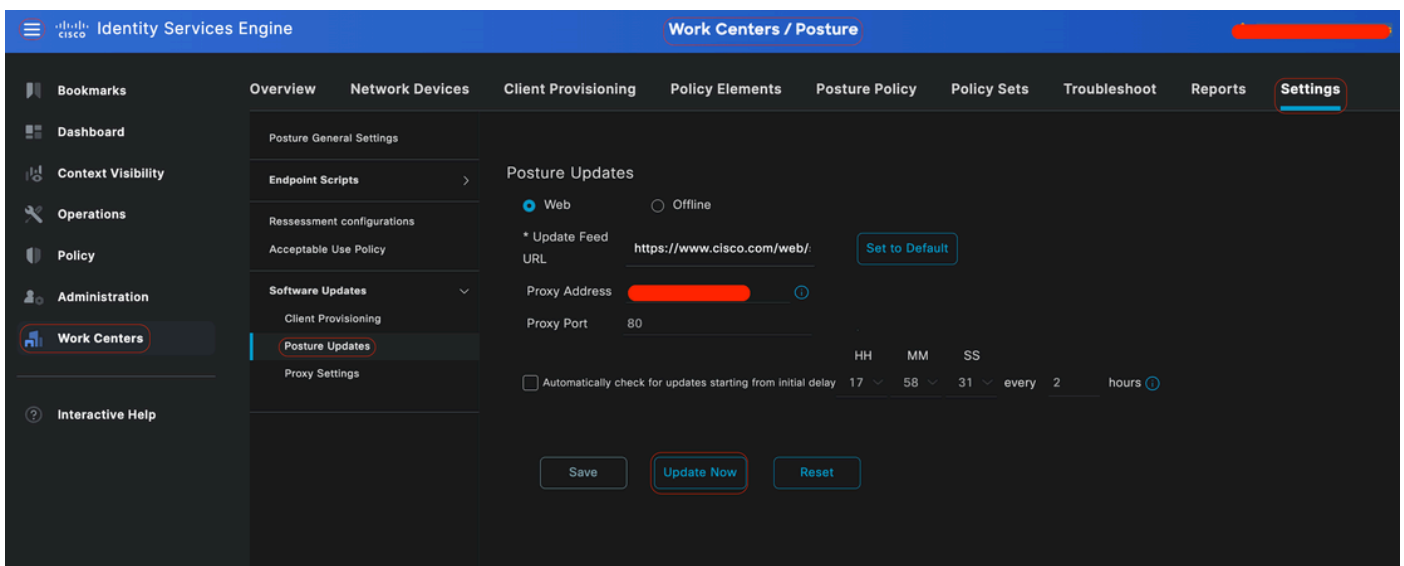 cisco Identity Services Engine
Work Centers / Posture
Bookmarks
Dashboard
Context Visibility
Operations
Policy
Administration
Work Centers
Interactive Help
Overview Network Devices Client Provisioning Policy Elements Posture Policy Policy Sets Troubleshoot Reports Settings
Posture General Settings
Endpoint Scripts
Ressessment configurations
Acceptable Use Policy
Software Updates
Client Provisioning
Posture Updates
Proxy Settings
Posture Updates
Web Offline
* Update Feed
URL
https://www.cisco.com/web/ Set to Default
Proxy Address
Proxy Port 80
HH MM SS
Automatically check for updates starting from initial delay 17 58 31 every 2 hours
Save Update Now Reset